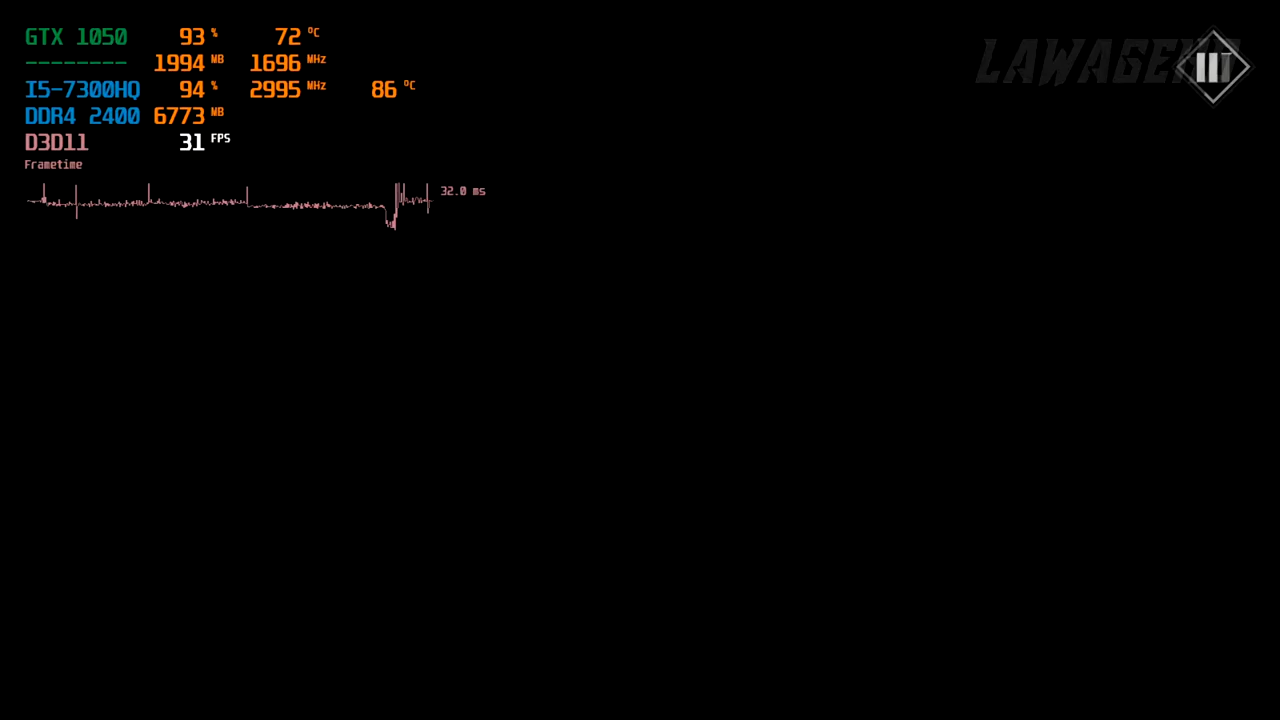 GTX 1050 93 % 72 °C
-------- 1994 MB 1696 MHz
I5-7300HQ 94 % 2995 MHz 86 °C
DDR4 2400 6773 MB
D3D11 31 FPS
Frametime
32.0 ms